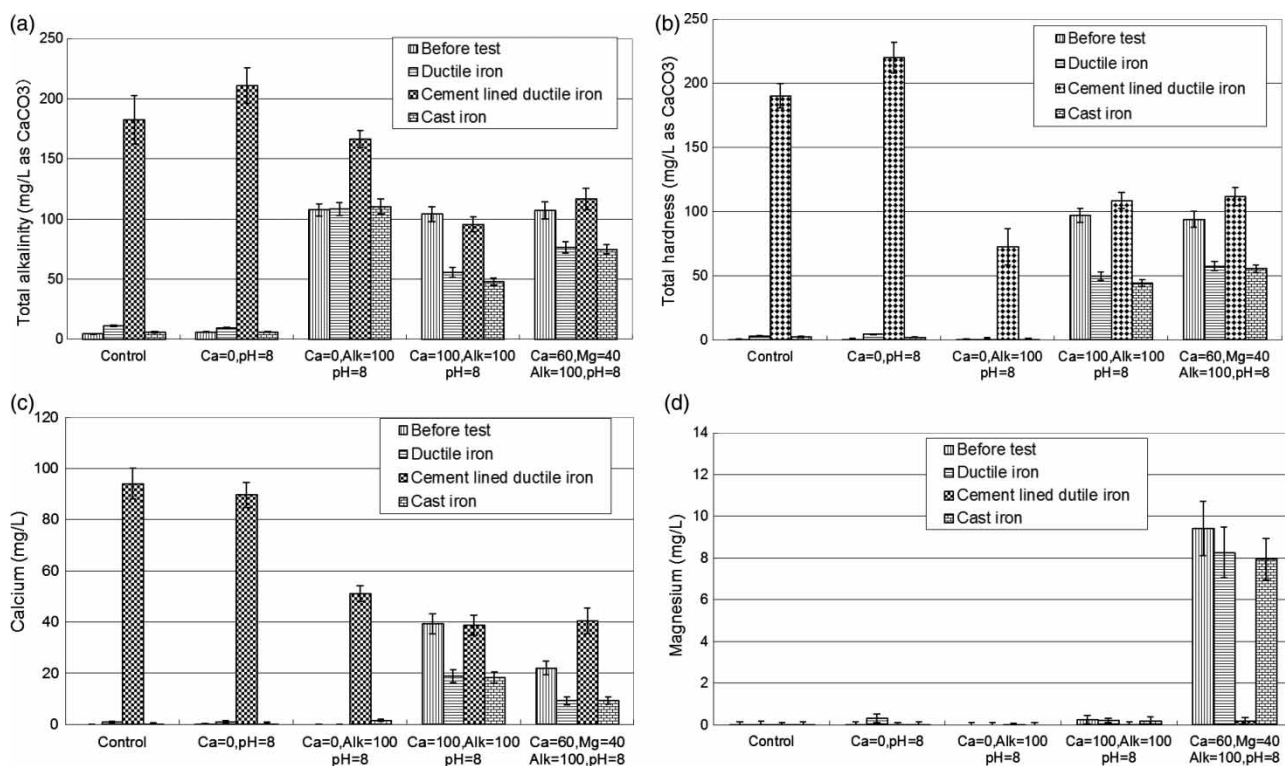 (a)
Total alkalinity (mg/L as CaCO3)
250
200
150
100
50
0
Before test
Ductile iron
Cement lined ductile iron
Cast iron
Control
Ca=0,pH=8
Ca=0,Alk=100
pH=8
Ca=100,Alk=100
pH=8
Ca=60,Mg=40
Alk=100,pH=8
(b)
Total hardness (mg/L as CaCO3)
250
200
150
100
50
0
Before test
Ductile iron
Cement lined ductile iron
Cast iron
Control
Ca=0,pH=8
Ca=0,Alk=100
pH=8
Ca=100,Alk=100
pH=8
Ca=60,Mg=40
Alk=100,pH=8
(c)
Calcium (mg/L)
120
100
80
60
40
20
0
Before test
Ductile iron
Cement lined ductile iron
Cast iron
Control
Ca=0,pH=8
Ca=0,Alk=100
pH=8
Ca=100,Alk=100
pH=8
Ca=60,Mg=40
Alk=100,pH=8
(d)
Magnesium (mg/L)
14
12
10
8
6
4
2
0
Before test
Ductile iron
Cement lined dutile iron
Cast iron
Control
Ca=0,pH=8
Ca=0,Alk=100
pH=8
Ca=100,Alk=100
pH=8
Ca=60,Mg=40
Alk=100,pH=8